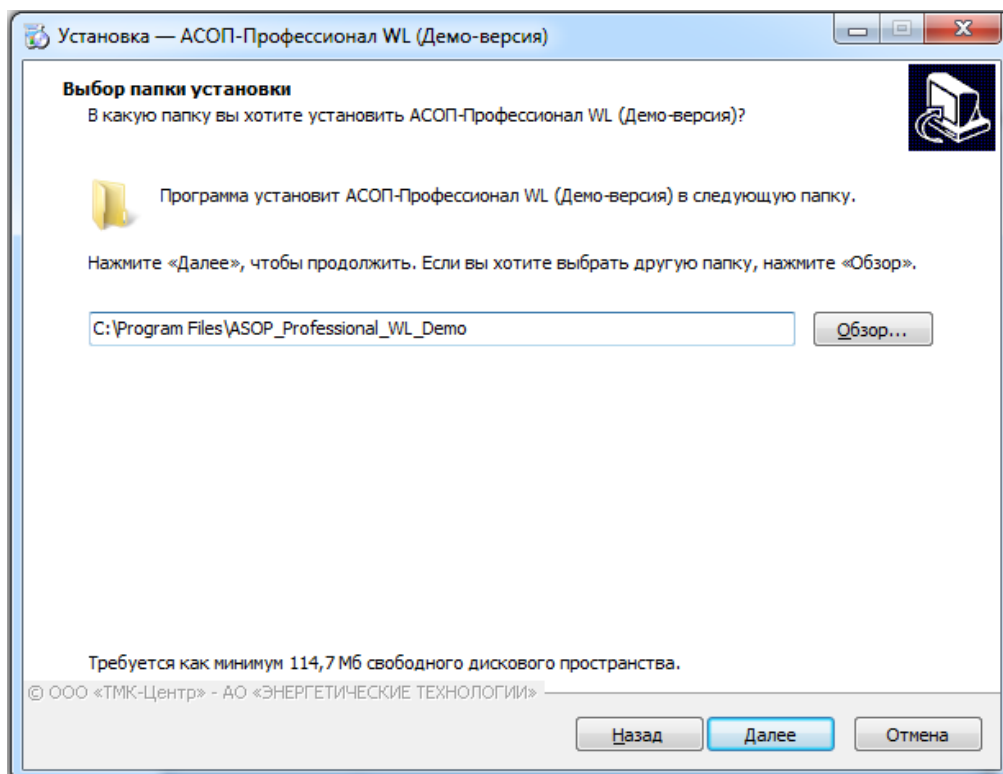 Установка — АСОП-Профессионал WL (Демо-версия)
Выбор папки установки
В какую папку вы хотите установить АСОП-Профессионал WL (Демо-версия)?
Программа установит АСОП-Профессионал WL (Демо-версия) в следующую папку.
Нажмите «Далее», чтобы продолжить. Если вы хотите выбрать другую папку, нажмите «Обзор».
C:\Program Files\ASOP_Professional_WL_Demo
Обзор...
Требуется как минимум 114,7 Мб свободного дискового пространства.
© ООО «ТМК-Центр» - АО «ЭНЕРГЕТИЧЕСКИЕ ТЕХНОЛОГИИ»
Назад
Далее
Отмена